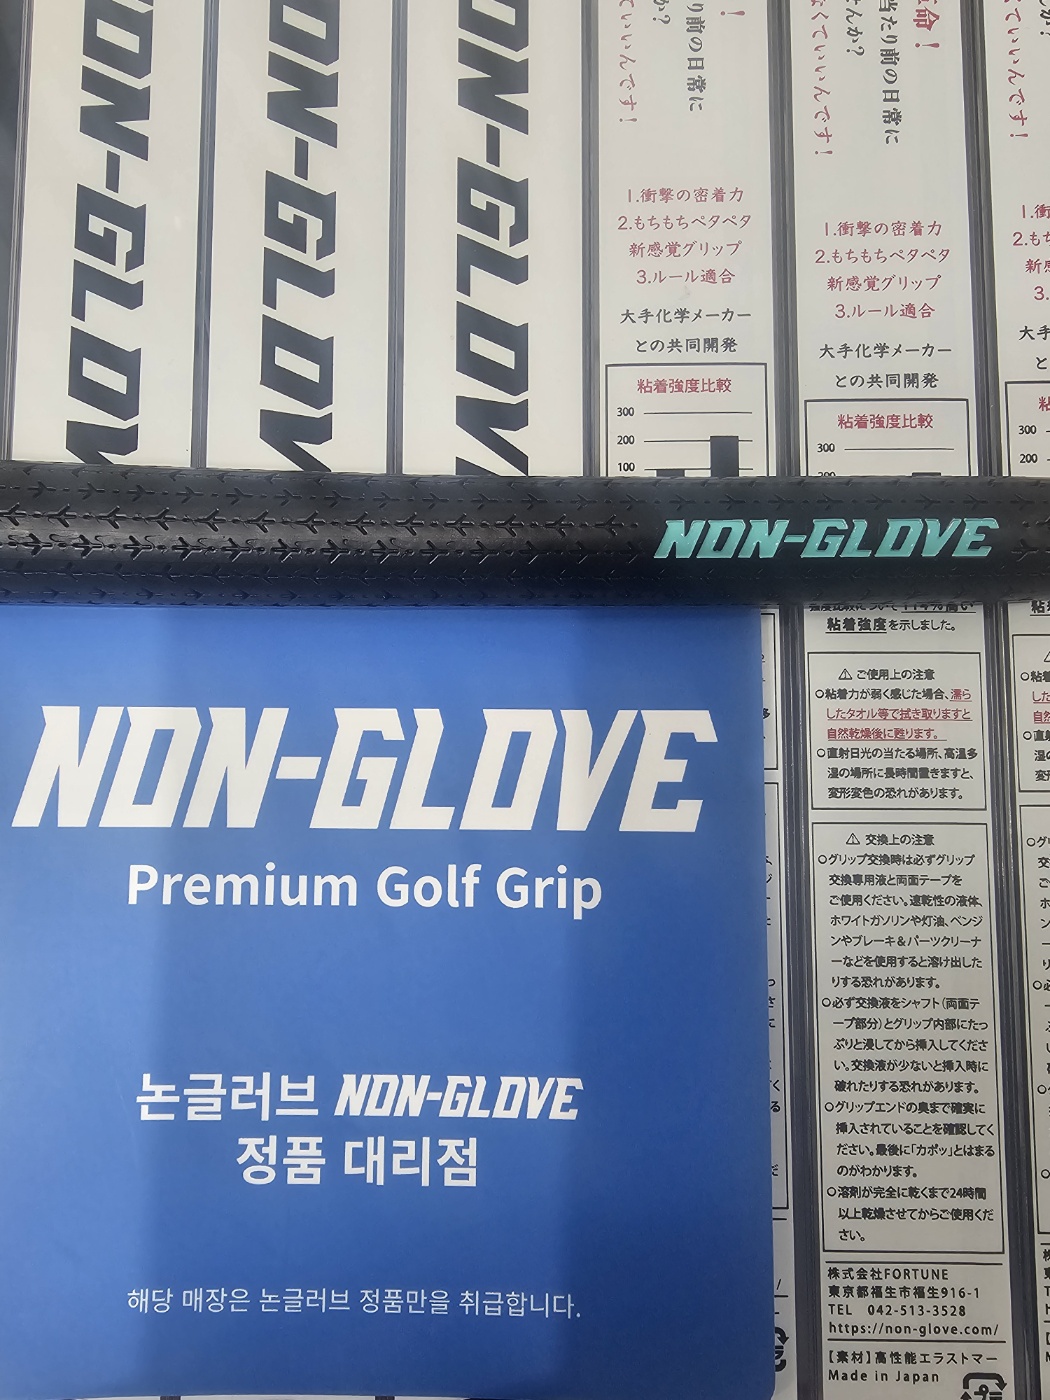 NON-GLOV
NON-GLOV
NON-GLOV
！
り前の日常に
か？
ていいんです！
1.衝撃の密着力
2.もちもちペタペタ
新感覚グリップ
3.ルール適合
大手化学メーカー
との共同開発
粘着強度比較
300
200
100
命！
当たり前の日常に
せんか？
なくていいんです！
1.衝撃の密着力
2.もちもちペタペタ
新感覚グリップ
3.ルール適合
大手化学メーカー
との共同開発
粘着強度比較
300
NON-GLOVE
NON-GLOVE
Premium Golf Grip
논글러브 NON-GLOVE
정품 대리점
해당 매장은 논글러브 정품만을 취급합니다.
粘着強度を示しました。
⚠ ご使用上の注意
○粘着力が弱く感じた場合、濡ら
したタオル等で拭き取りますと
自然乾燥後に甦ります。
○直射日光の当たる場所、高温多
湿の場所に長時間置きますと、
変形変色の恐れがあります。
⚠ 交換上の注意
○グリップ交換時は必ずグリップ
交換専用液と両面テープを
ご使用ください。速乾性の液体、
ホワイトガソリンや灯油、ベンジ
ンやブレーキ＆パーツクリーナ
ーなどを使用すると溶け出した
りする恐れがあります。
○必ず交換液をシャフト（両面テ
ープ部分）とグリップ内部にたっ
ぷりと浸してから挿入してくださ
い。交換液が少ないと挿入時に
破れたりする恐れがあります。
○グリップエンドの奥まで確実に
挿入されていることを確認してく
ださい。最後に「カポッ」とはまる
のがわかります。
○溶剤が完全に乾くまで24時間
以上乾燥させてからご使用くだ
さい。
株式会社FORTUNE
東京都福生市福生916-1
TEL 042-513-3528
https://non-glove.com/
【素材】高性能エラストマー
Made in Japan